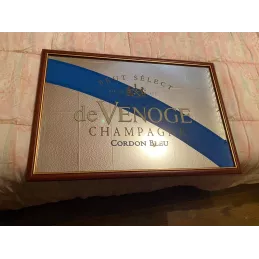 BRUT SÉLECT
de VENOGE
CHAMPAGNE
CORDON BLEU